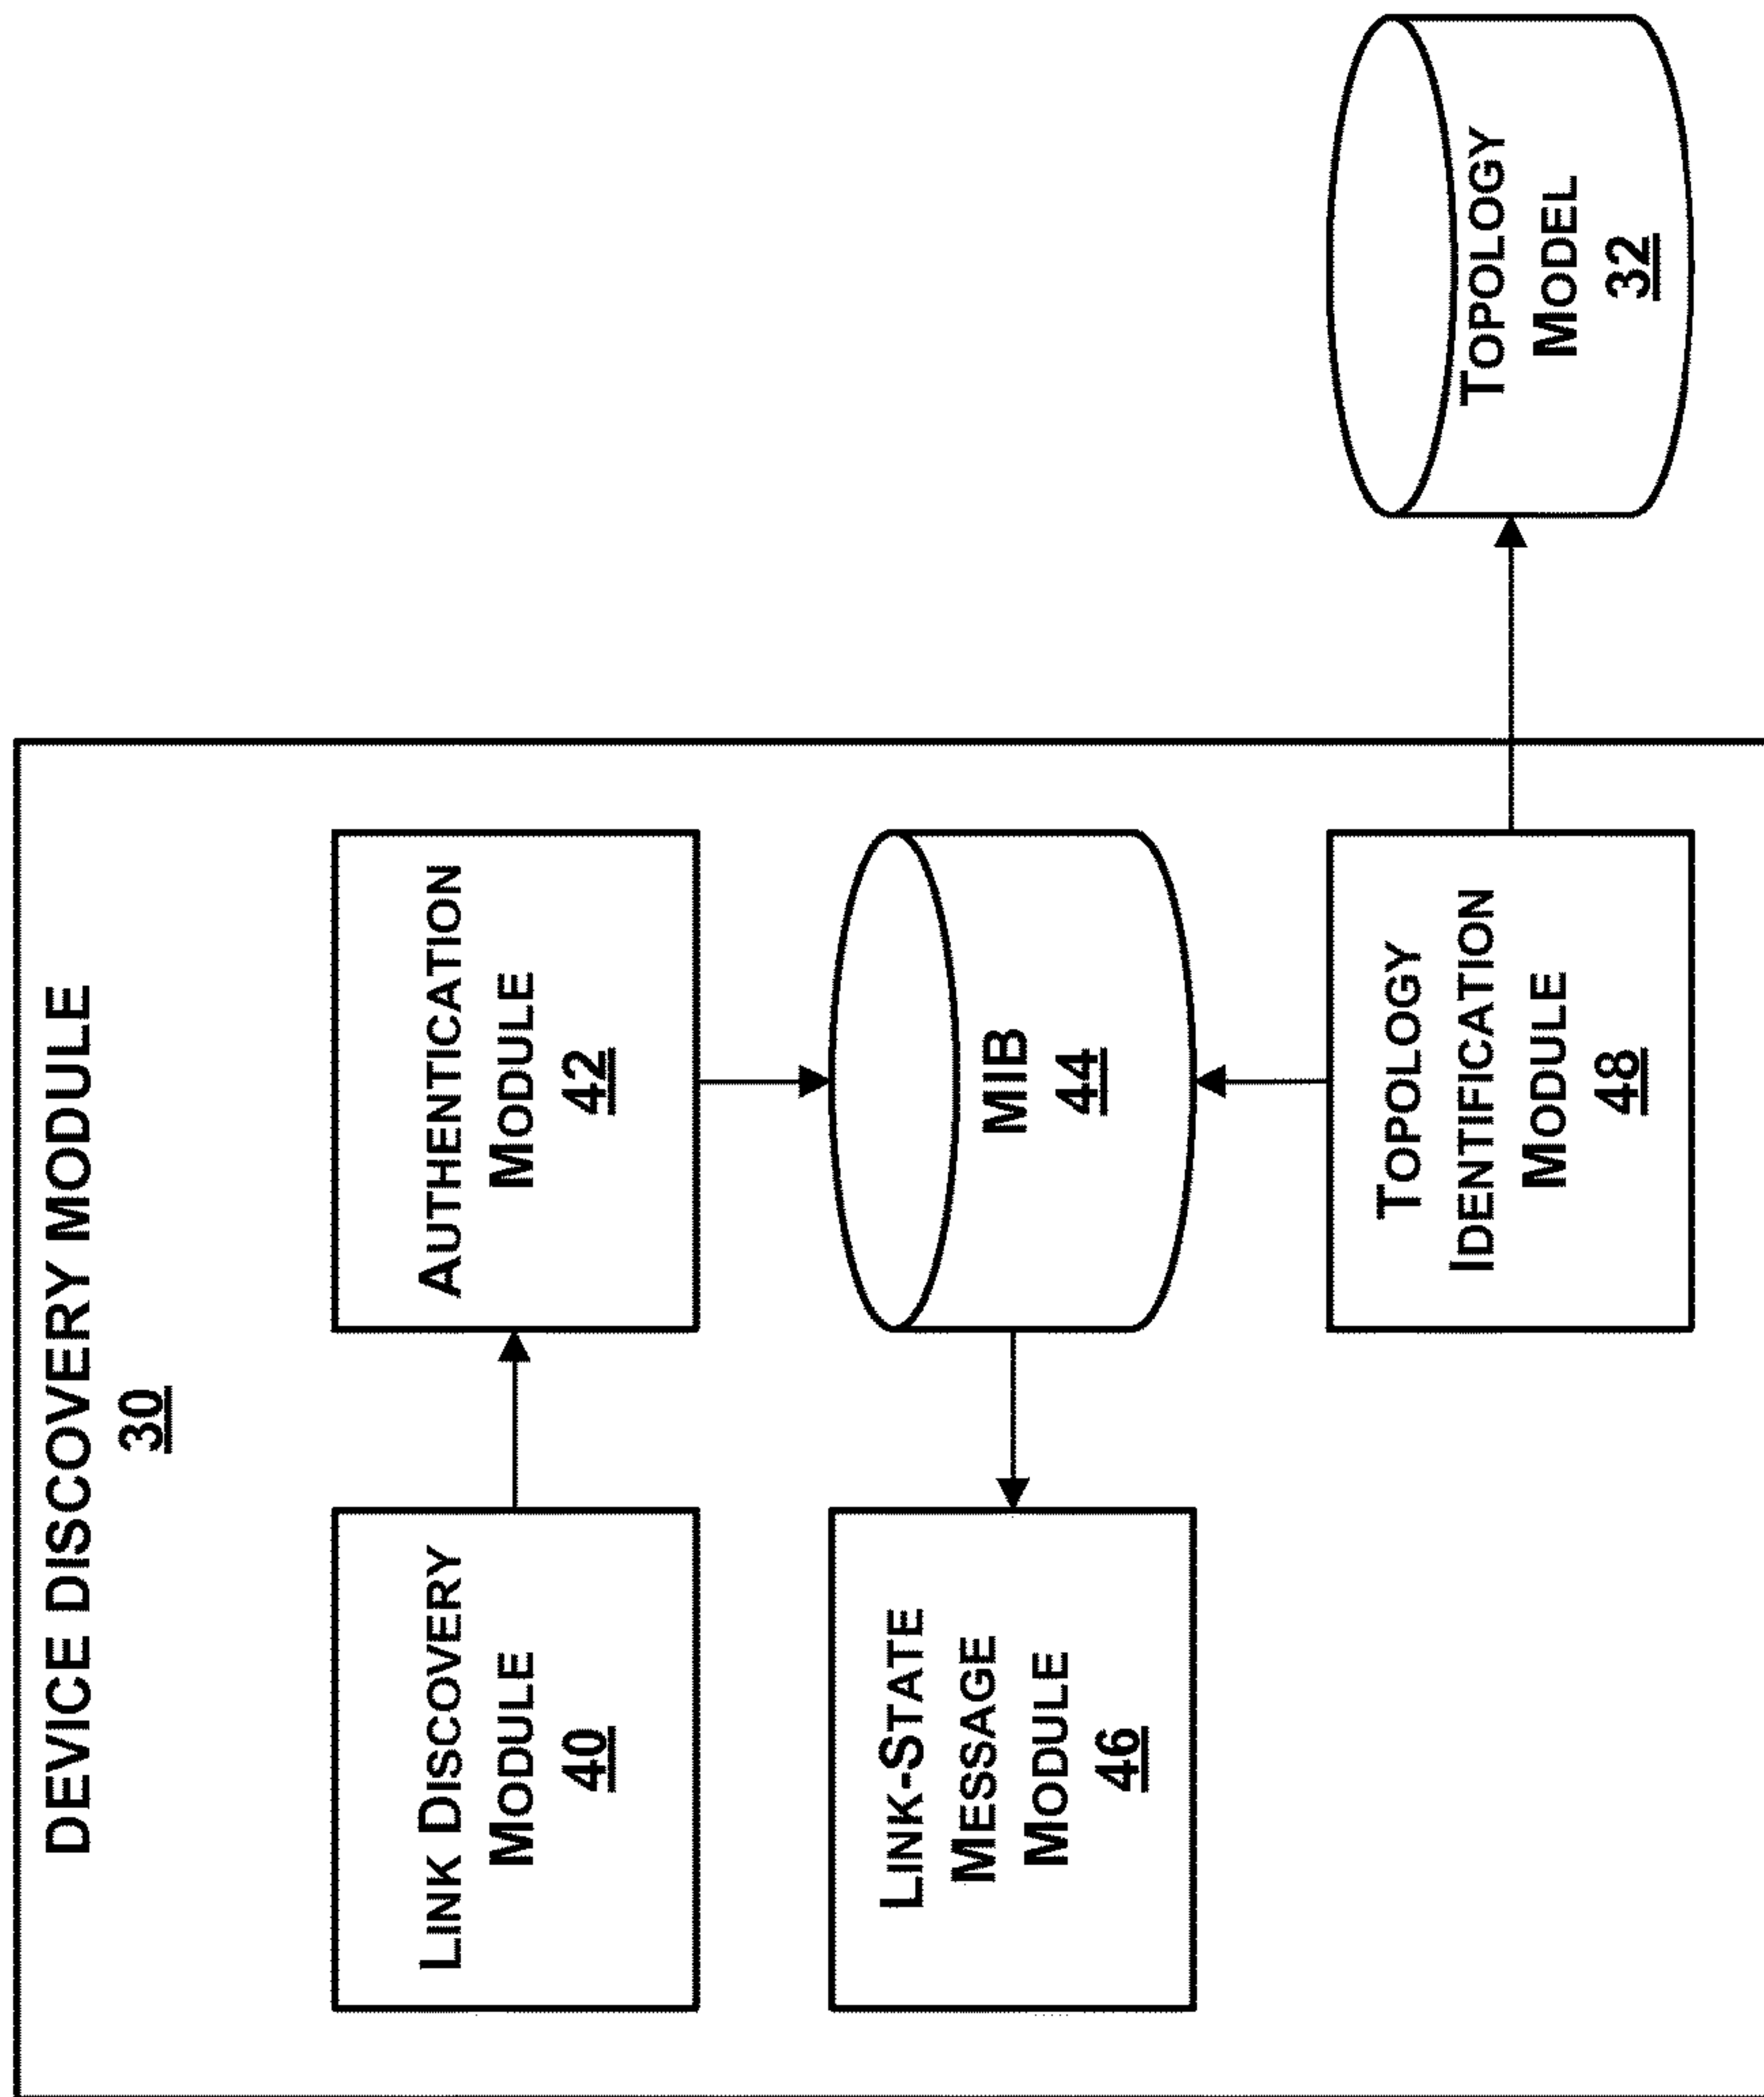 DEVICE DISCOVERY MODULE
30
LINK DISCOVERY
MODULE
40
AUTHENTICATION
MODULE
42
LINK-STATE
MESSAGE
MODULE
46
MIB
44
TOPOLOGY
IDENTIFICATION
MODULE
48
TOPOLOGY
MODEL
32